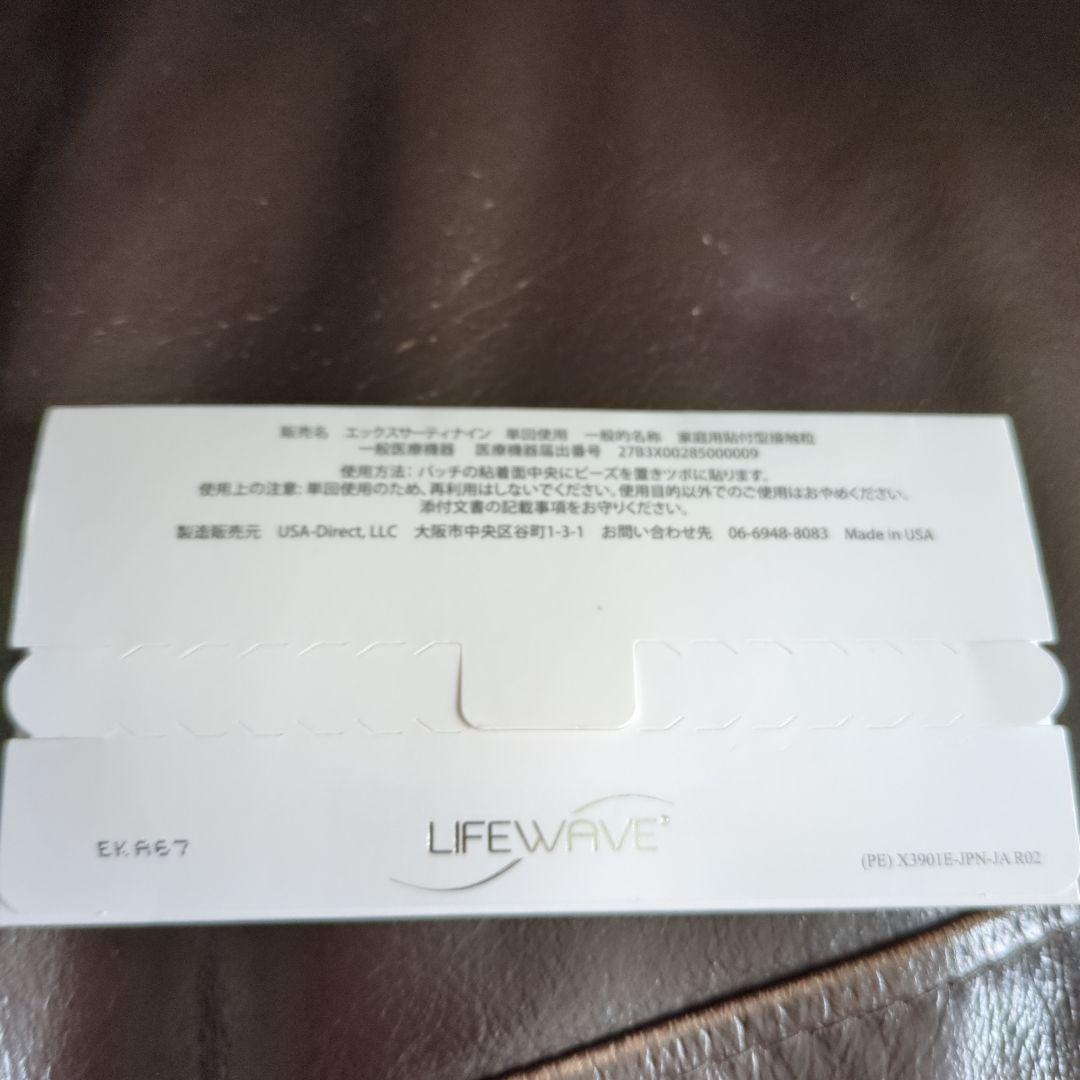 販売名 エックスサーティナイン 単回使用 一般的名称 家庭用貼付型接触粒
一般医療機器 医療機器届出番号 27B3X00285000009
使用方法: パッチの粘着面中央にビーズを置きツボに貼ります。
使用上の注意: 単回使用のため、再利用はしないでください。使用目的以外でのご使用はおやめください。
添付文書の記載事項をお守りください。
製造販売元 USA-Direct, LLC 大阪市中央区谷町1-3-1 お問い合わせ先 06-6948-8083 Made in USA
LIFEWAVE®
EK A67
(PE) X3901E-JPN-JA R02